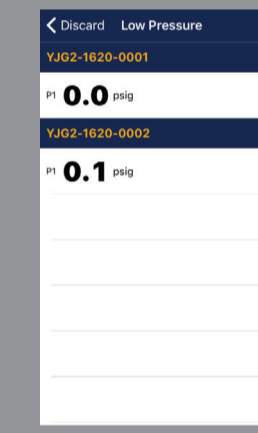 Discard Low Pressure
YJG2-1620-0001
P1 0.0 psig
YJG2-1620-0002
P1 0.1 psig